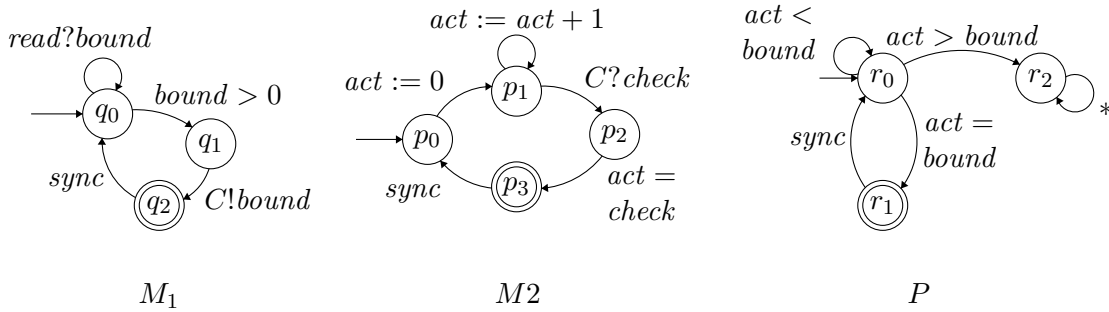 read?bound
bound > 0
q0
q1
sync
C!bound
q2
M1
act := act + 1
act := 0
C?check
p1
p0
p2
sync
p3
act =
check
M2
act <
bound
act > bound
r0
r2
*
sync
act =
bound
r1
P